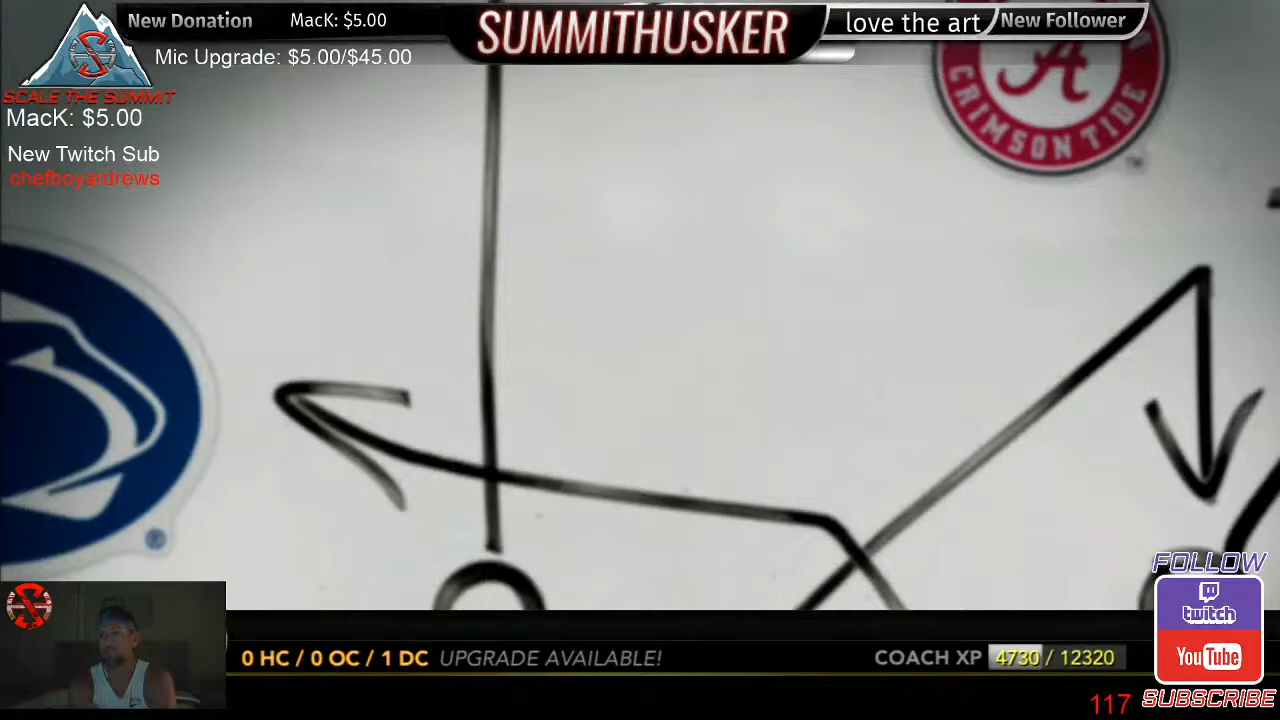 New Donation MacK: $5.00
SUMMITHUSKER
love the art New Follower
Mic Upgrade: $5.00/$45.00
SCALE THE SUMMIT
MacK: $5.00
New Twitch Sub
chefboyardrews
A
CRIMSON TIDE
TM
®
0 HC / 0 OC / 1 DC UPGRADE AVAILABLE!
COACH XP 4730 / 12320
FOLLOW
twitch
YouTube
SUBSCRIBE
117